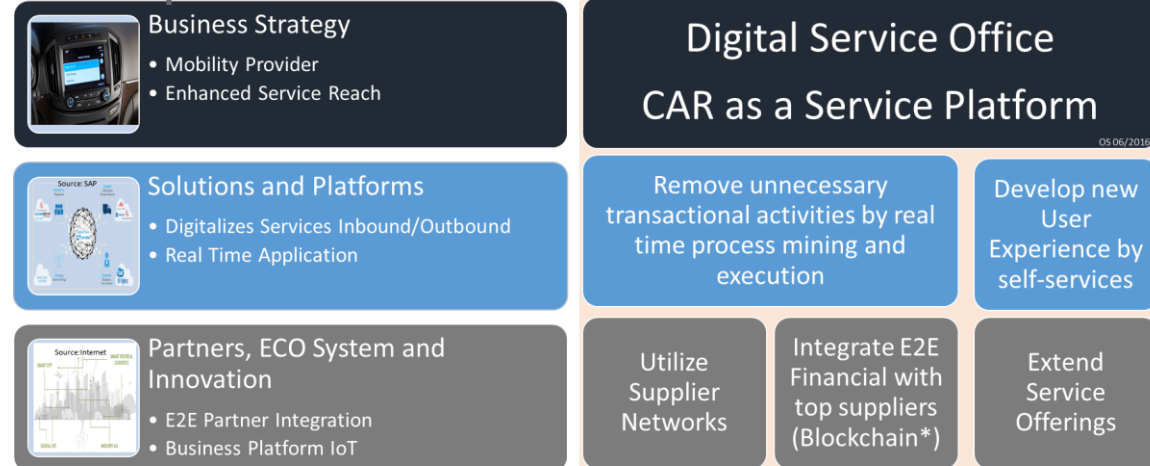 Business Strategy
• Mobility Provider
• Enhanced Service Reach
Source: SAP
Solutions and Platforms
• Digitalizes Services Inbound/Outbound
• Real Time Application
Source:Internet
SMART CITY
Partners, ECO System and
Innovation
• E2E Partner Integration
• Business Platform IoT
Digital Service Office
CAR as a Service Platform
OS 06/2016
Remove unnecessary
transactional activities by real
time process mining and
execution
Develop new
User
Experience by
self-services
Utilize
Supplier
Networks
Integrate E2E
Financial with
top suppliers
(Blockchain*)
Extend
Service
Offerings